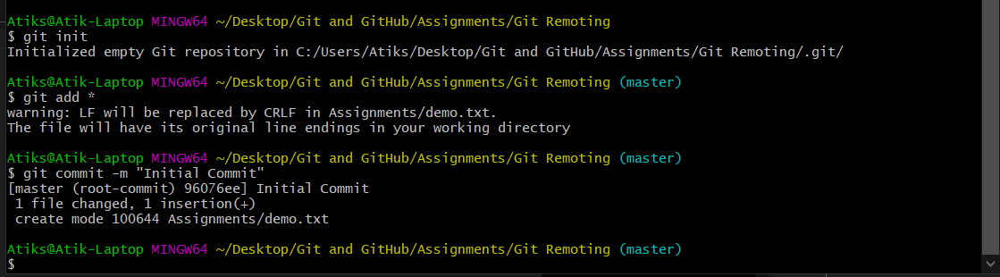 Atiks@Atik-Laptop MINGW64 ~/Desktop/Git and GitHub/Assignments/Git Remoting
$ git init
Initialized empty Git repository in C:/Users/Atiks/Desktop/Git and GitHub/Assignments/Git Remoting/.git/
Atiks@Atik-Laptop MINGW64 ~/Desktop/Git and GitHub/Assignments/Git Remoting (master)
$ git add *
warning: LF will be replaced by CRLF in Assignments/demo.txt.
The file will have its original line endings in your working directory
Atiks@Atik-Laptop MINGW64 ~/Desktop/Git and GitHub/Assignments/Git Remoting (master)
$ git commit -m "Initial Commit"
[master (root-commit) 96076ee] Initial Commit
 1 file changed, 1 insertion(+)
 create mode 100644 Assignments/demo.txt
Atiks@Atik-Laptop MINGW64 ~/Desktop/Git and GitHub/Assignments/Git Remoting (master)
$